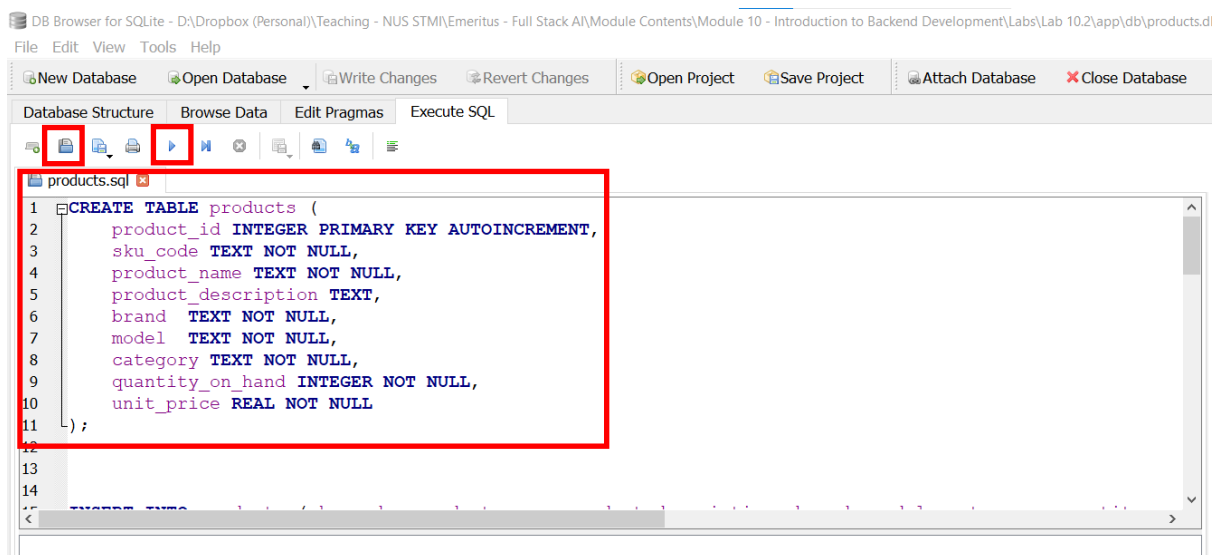 DB Browser for SQLite - D:\Dropbox (Personal)\Teaching - NUS STMI\Emeritus - Full Stack AI\Module Contents\Module 10 - Introduction to Backend Development\Labs\Lab 10.2\app\db\products.d
File Edit View Tools Help
New Database Open Database Write Changes Revert Changes Open Project Save Project Attach Database Close Database
Database Structure Browse Data Edit Pragmas Execute SQL
products.sql
1 CREATE TABLE products (
2 product_id INTEGER PRIMARY KEY AUTOINCREMENT,
3 sku_code TEXT NOT NULL,
4 product_name TEXT NOT NULL,
5 product_description TEXT,
6 brand TEXT NOT NULL,
7 model TEXT NOT NULL,
8 category TEXT NOT NULL,
9 quantity_on_hand INTEGER NOT NULL,
10 unit_price REAL NOT NULL
11 );
12
13
14
INSERT INTO